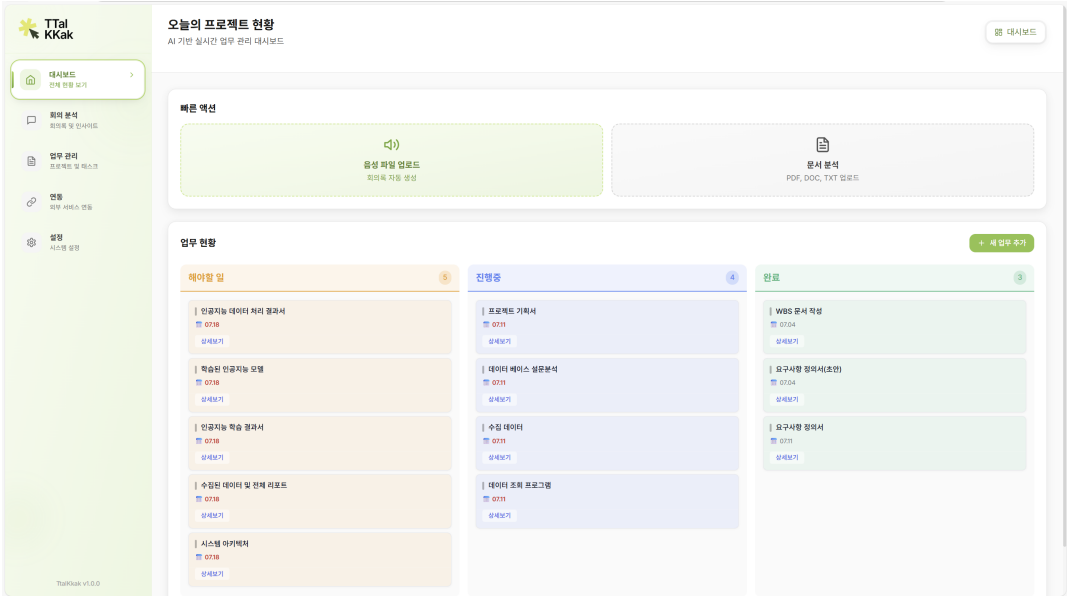 TTal
KKak
대시보드
전체 현황 보기
회의 분석
회의록 및 인사이트
업무 관리
프로젝트 및 태스크
연동
외부 서비스 연동
설정
시스템 설정
TtalKkak v1.0.0
오늘의 프로젝트 현황
AI 기반 실시간 업무 관리 대시보드
대시보드
빠른 액션
음성 파일 업로드
회의록 자동 생성
문서 분석
PDF, DOC, TXT 업로드
업무 현황
+ 새 업무 추가
해야할 일 5
인공지능 데이터 처리 결과서
07.18
상세보기
학습된 인공지능 모델
07.18
상세보기
인공지능 학습 결과서
07.18
상세보기
수집된 데이터 및 전체 리포트
07.18
상세보기
시스템 아키텍처
07.18
상세보기
진행중 4
프로젝트 기획서
07.11
상세보기
데이터 베이스 설문분석
07.11
상세보기
수집 데이터
07.11
상세보기
데이터 조회 프로그램
07.11
상세보기
완료 3
WBS 문서 작성
07.04
상세보기
요구사항 정의서(초안)
07.04
상세보기
요구사항 정의서
07.11
상세보기